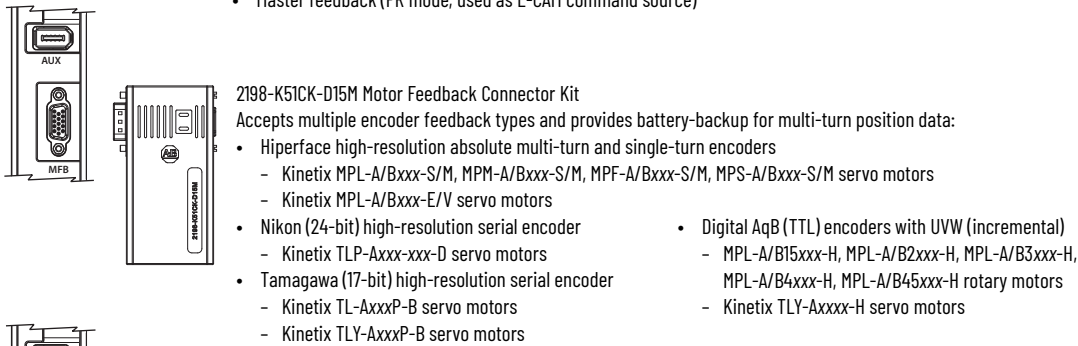 • Master feedback (PR mode, used as E-CAM command source)
AUX
MFB
AB
2198-K51CK-D15M
2198-K51CK-D15M Motor Feedback Connector Kit
Accepts multiple encoder feedback types and provides battery-backup for multi-turn position data:
• Hiperface high-resolution absolute multi-turn and single-turn encoders
– Kinetix MPL-A/Bxxx-S/M, MPM-A/Bxxx-S/M, MPF-A/Bxxx-S/M, MPS-A/Bxxx-S/M servo motors
– Kinetix MPL-A/Bxxx-E/V servo motors
• Nikon (24-bit) high-resolution serial encoder
– Kinetix TLP-Axxx-xxx-D servo motors
• Tamagawa (17-bit) high-resolution serial encoder
– Kinetix TL-AxxxP-B servo motors
– Kinetix TLY-AxxxP-B servo motors
• Digital AqB (TTL) encoders with UVW (incremental)
– MPL-A/B15xxx-H, MPL-A/B2xxx-H, MPL-A/B3xxx-H,
MPL-A/B4xxx-H, MPL-A/B45xxx-H rotary motors
– Kinetix TLY-Axxxx-H servo motors